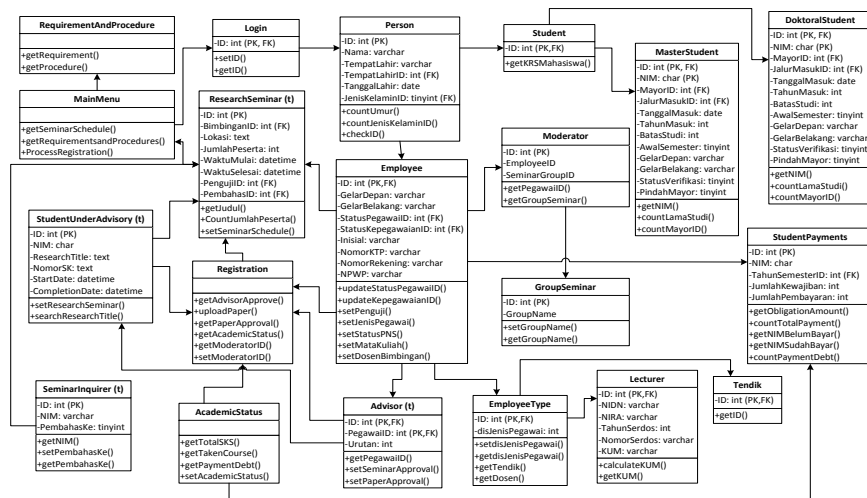 RequirementAndProcedure
+getRequirement()
+getProcedure()
MainMenu
+getSeminarSchedule()
+getRequirementsandProcedures()
+ProcessRegistration()
Login
-ID: int (PK, FK)
+setID()
+getID()
Person
-ID: int (PK)
-Nama: varchar
-TempatLahir: varchar
-TempatLahirID: int (FK)
-TanggalLahir: date
-JenisKelaminID: tinyint (FK)
+countUmur()
+countJenisKelaminID()
+checkID()
Student
-ID: int (PK,FK)
+getKRSMahasiswa()
MasterStudent
-ID: int (PK, FK)
-NIM: char (PK)
-MayorID: int (FK)
-JalurMasukID: int (FK)
-TanggalMasuk: date
-TahunMasuk: int
-BatasStudi: int
-AwalSemester: tinyint
-GelarDepan: varchar
-GelarBelakang: varchar
-StatusVerifikasi: tinyint
-PindahMayor: tinyint
+getNIM()
+countLamaStudi()
+countMayorID()
DoktoralStudent
-ID: int (PK, FK)
-NIM: char (PK)
-MayorID: int (FK)
-JalurMasukID: int (FK)
-TanggalMasuk: date
-TahunMasuk: int
-BatasStudi: int
-AwalSemester: tinyint
-GelarDepan: varchar
-GelarBelakang: varchar
-StatusVerifikasi: tinyint
-PindahMayor: tinyint
+getNIM()
+countLamaStudi()
+countMayorID()
ResearchSeminar (t)
-ID: int (PK)
-BimbinganID: int (FK)
-Lokasi: text
-JumlahPeserta: int
-WaktuMulai: datetime
-WaktuSelesai: datetime
-PengujiID: int (FK)
-PembahasID: int (FK)
+getJudul()
+CountJumlahPeserta()
+setSeminarSchedule()
Moderator
-ID: int (PK)
-EmployeeID
-SeminarGroupID
+getPegawaiID()
+getGroupSeminar()
Employee
-ID: int (PK,FK)
-GelarDepan: varchar
-GelarBelakang: varchar
-StatusPegawaiID: int (FK)
-StatusKepegawaianID: int (FK)
-Inisial: varchar
-NomorKTP: varchar
-NomorRekening: varchar
-NPWP: varchar
+updateStatusPegawaiID()
+updateKepegawaianID()
+setPenguji()
+setJenisPegawai()
+setStatusPNS()
+setMataKuliah()
+setDosenBimbingan()
StudentUnderAdvisory (t)
-ID: int (PK)
-NIM: char
-ResearchTitle: text
-NomorSK: text
-StartDate: datetime
-CompletionDate: datetime
+setResearchSeminar()
+searchResearchTitle()
Registration
+getAdvisorApprove()
+uploadPaper()
+getPaperApproval()
+getAcademicStatus()
+getModeratorID()
+setModeratorID()
GroupSeminar
-ID: int (PK)
-GroupName
+setGroupName()
+getGroupName()
StudentPayments
-ID: int (PK)
-NIM: char
-TahunSemesterID: int (FK)
-JumlahKewajiban: int
-JumlahPembayaran: int
+getObligationAmount()
+countTotalPayment()
+getNIMBelumBayar()
+getNIMSudahBayar()
+countPaymentDebt()
SeminarInquirer (t)
-ID: int (PK)
-NIM: varchar
-PembahasKe: tinyint
+getNIM()
+setPembahasKe()
+getPembahasKe()
AcademicStatus
+getTotalSKS()
+getTakenCourse()
+getPaymentDebt()
+setAcademicStatus()
Advisor (t)
-ID: int (PK,FK)
-PegawaiID: int (PK,FK)
-Urutan: int
+getPegawaiID()
+setSeminarApproval()
+setPaperApproval()
EmployeeType
-ID: int (PK,FK)
-disJenisPegawai: int
+setdisJenisPegawai()
+getdisJenisPegawai()
+getTendik()
+getDosen()
Lecturer
-ID: int (PK,FK)
-NIDN: varchar
-NIRA: varchar
-TahunSerdos: int
-NomorSerdos: varchar
-KUM: varchar
+calculateKUM()
+getKUM()
Tendik
-ID: int (PK,FK)
+getID()